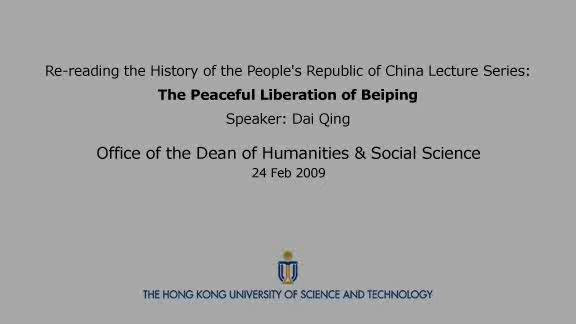 Re-reading the History of the People's Republic of China Lecture Series:
The Peaceful Liberation of Beiping
Speaker: Dai Qing
Office of the Dean of Humanities & Social Science
24 Feb 2009
THE HONG KONG UNIVERSITY OF SCIENCE AND TECHNOLOGY